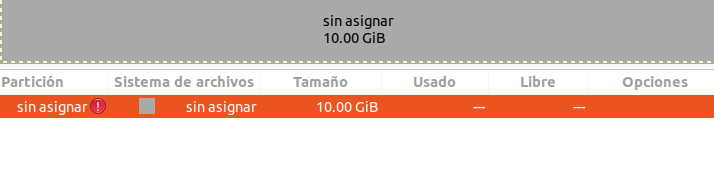 sin asignar
10.00 GiB
Partición Sistema de archivos Tamaño Usado Libre Opciones
sin asignar ! sin asignar 10.00 GiB --- ---